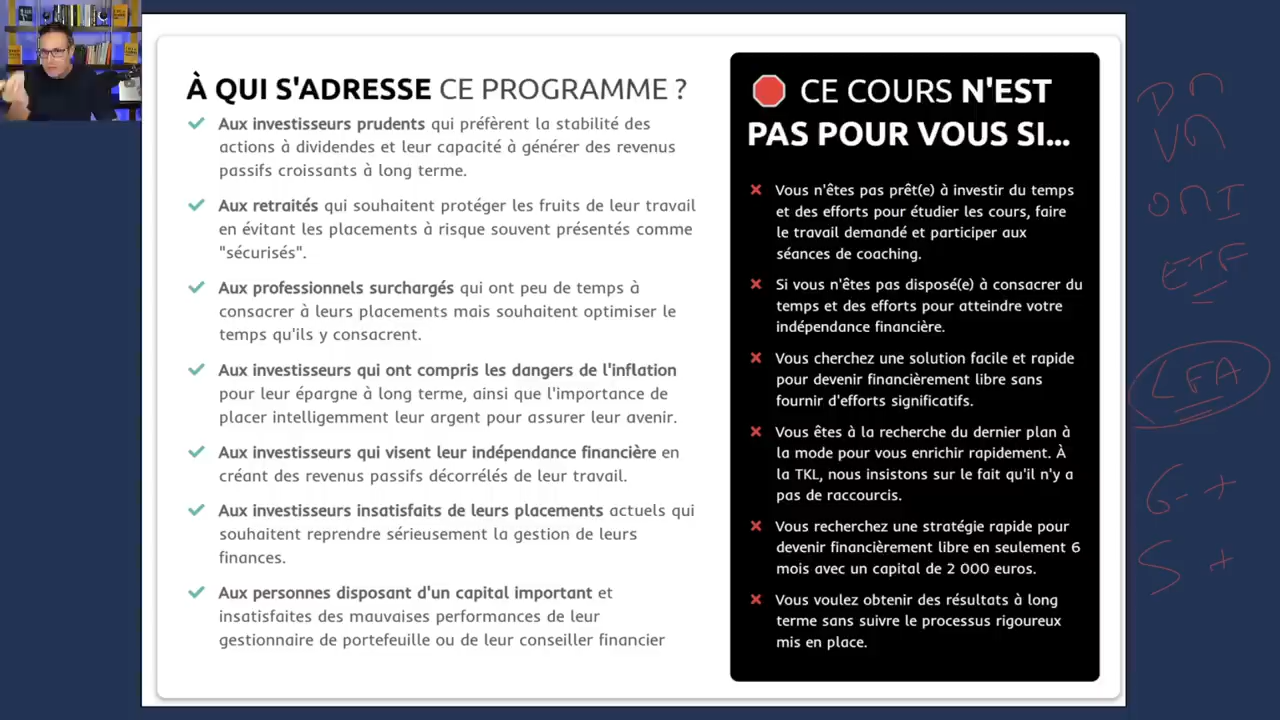 À QUI S'ADRESSE CE PROGRAMME ?
Aux investisseurs prudents qui préfèrent la stabilité des
actions à dividendes et leur capacité à générer des revenus
passifs croissants à long terme.
Aux retraités qui souhaitent protéger les fruits de leur travail
en évitant les placements à risque souvent présentés comme
"sécurisés".
Aux professionnels surchargés qui ont peu de temps à
consacrer à leurs placements mais souhaitent optimiser le
temps qu'ils y consacrent.
Aux investisseurs qui ont compris les dangers de l'inflation
pour leur épargne à long terme, ainsi que l'importance de
placer intelligemment leur argent pour assurer leur avenir.
Aux investisseurs qui visent leur indépendance financière en
créant des revenus passifs décorrélés de leur travail.
Aux investisseurs insatisfaits de leurs placements actuels qui
souhaitent reprendre sérieusement la gestion de leurs
finances.
Aux personnes disposant d'un capital important et
insatisfaites des mauvaises performances de leur
gestionnaire de portefeuille ou de leur conseiller financier
CE COURS N'EST
PAS POUR VOUS SI...
Vous n'êtes pas prêt(e) à investir du temps
et des efforts pour étudier les cours, faire
le travail demandé et participer aux
séances de coaching.
Si vous n'êtes pas disposé(e) à consacrer du
temps et des efforts pour atteindre votre
indépendance financière.
Vous cherchez une solution facile et rapide
pour devenir financièrement libre sans
fournir d'efforts significatifs.
Vous êtes à la recherche du dernier plan à
la mode pour vous enrichir rapidement. À
la TKL, nous insistons sur le fait qu'il n'y a
pas de raccourcis.
Vous recherchez une stratégie rapide pour
devenir financièrement libre en seulement 6
mois avec un capital de 2 000 euros.
Vous voulez obtenir des résultats à long
terme sans suivre le processus rigoureux
mis en place.
ETF
LFA
6 +
5 +